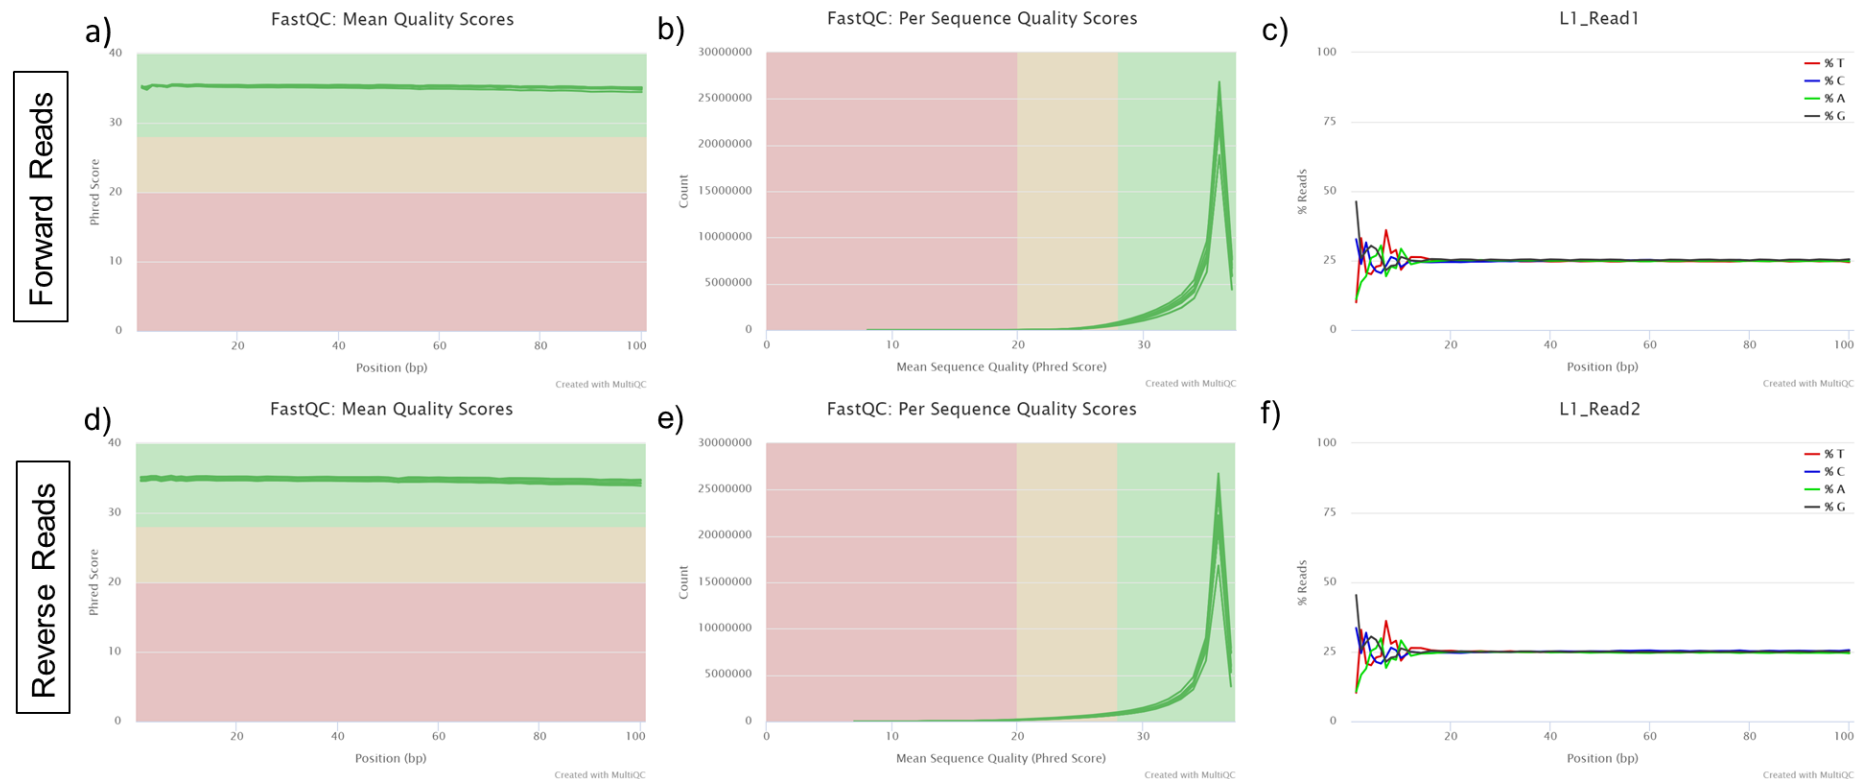 Forward Reads
a)
FastQC: Mean Quality Scores
40
30
20
10
0
Phred Score
20 40 60 80 100
Position (bp)
Created with MultiQC
b)
FastQC: Per Sequence Quality Scores
30000000
25000000
20000000
15000000
10000000
5000000
0
Count
0 10 20 30
Mean Sequence Quality (Phred Score)
Created with MultiQC
c)
L1_Read1
100
75
50
25
0
% Reads
% T
% C
% A
% G
20 40 60 80 100
Position (bp)
Created with MultiQC
Reverse Reads
d)
FastQC: Mean Quality Scores
40
30
20
10
0
Phred Score
20 40 60 80 100
Position (bp)
Created with MultiQC
e)
FastQC: Per Sequence Quality Scores
30000000
25000000
20000000
15000000
10000000
5000000
0
Count
0 10 20 30
Mean Sequence Quality (Phred Score)
Created with MultiQC
f)
L1_Read2
100
75
50
25
0
% Reads
% T
% C
% A
% G
20 40 60 80 100
Position (bp)
Created with MultiQC